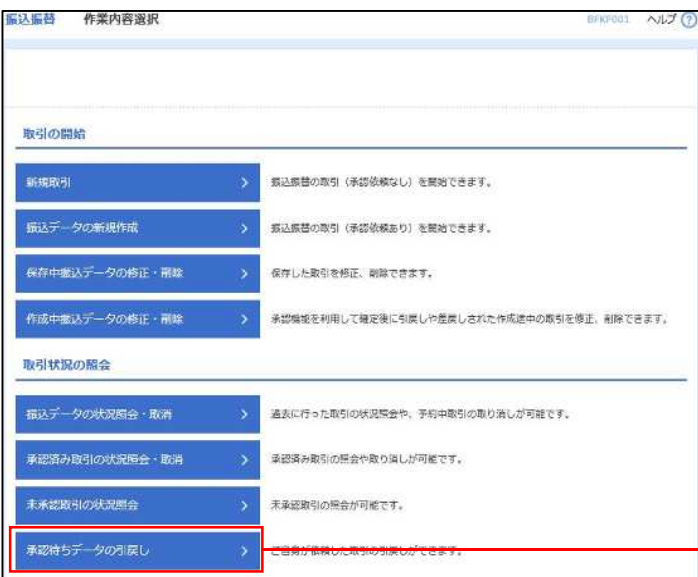 振込振替 作業内容選択 BFKF001 ヘルプ ?
取引の開始
新規取引 振込振替の取引（承認依頼なし）を開始できます。
振込データの新規作成 振込振替の取引（承認依頼あり）を開始できます。
保存中振込データの修正・削除 保存した取引を修正、削除できます。
作成中振込データの修正・削除 承認機能を利用して確定後に引戻しや差戻しされた作成途中の取引を修正、削除できます。
取引状況の照会
振込データの状況照会・取消 過去に行った取引の状況照会や、予約中取引の取り消しが可能です。
承認済み取引の状況照会・取消 承認済み取引の照会や取り消しが可能です。
未承認取引の状況照会 未承認取引の照会が可能です。
承認待ちデータの引戻し ご自身が依頼した取引の引戻しができます。